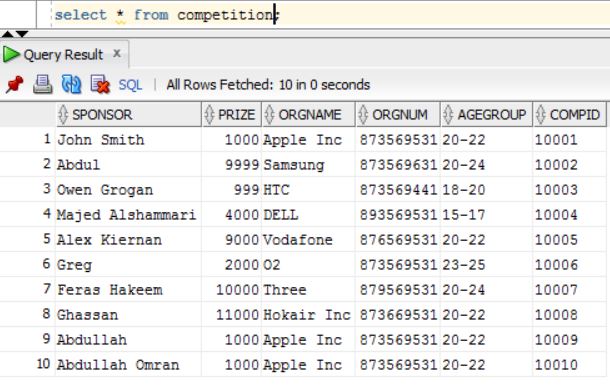 select * from competition;
Query Result x
SQL | All Rows Fetched: 10 in 0 seconds
SPONSOR PRIZE ORGNAME ORGNUM AGEGROUP COMPID
1 John Smith 1000 Apple Inc 873569531 20-22 10001
2 Abdul 9999 Samsung 873569631 20-24 10002
3 Owen Grogan 999 HTC 873569441 18-20 10003
4 Majed Alshammari 4000 DELL 893569531 15-17 10004
5 Alex Kiernan 9000 Vodafone 876569531 20-22 10005
6 Greg 2000 O2 873569531 23-25 10006
7 Feras Hakeem 10000 Three 879569531 20-24 10007
8 Ghassan 11000 Hokair Inc 873669531 20-22 10008
9 Abdullah 1000 Apple Inc 873569531 20-22 10009
10 Abdullah Omran 1000 Apple Inc 873569531 20-22 10010